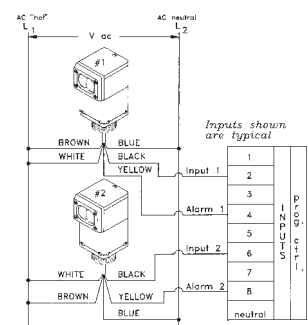 AC "hot"
L1
AC neutral
L2
V ac
#1
Inputs shown
are typical
BROWN
BLUE
WHITE
BLACK
YELLOW
Input 1
Alarm 1
#2
Input 2
WHITE
BLACK
Alarm 2
BROWN
YELLOW
BLUE
1
2
3
4
5
6
7
8
neutral
INPUTS
prog. ctrl.